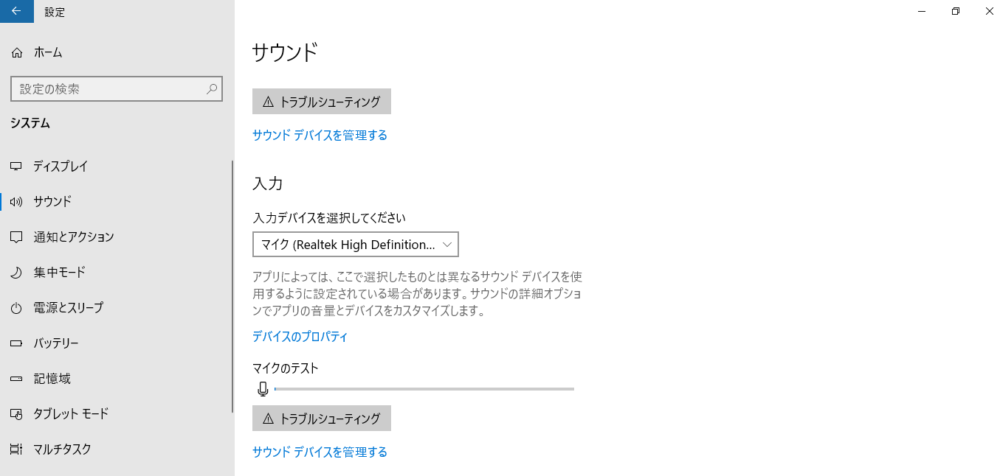 設定
ホーム
設定の検索
システム
ディスプレイ
サウンド
通知とアクション
集中モード
電源とスリープ
バッテリー
記憶域
タブレット モード
マルチタスク
サウンド
トラブルシューティング
サウンド デバイスを管理する
入力
入力デバイスを選択してください
マイク (Realtek High Definition...
アプリによっては、ここで選択したものとは異なるサウンド デバイスを使
用するように設定されている場合があります。サウンドの詳細オプショ
ンでアプリの音量とデバイスをカスタマイズします。
デバイスのプロパティ
マイクのテスト
トラブルシューティング
サウンド デバイスを管理する